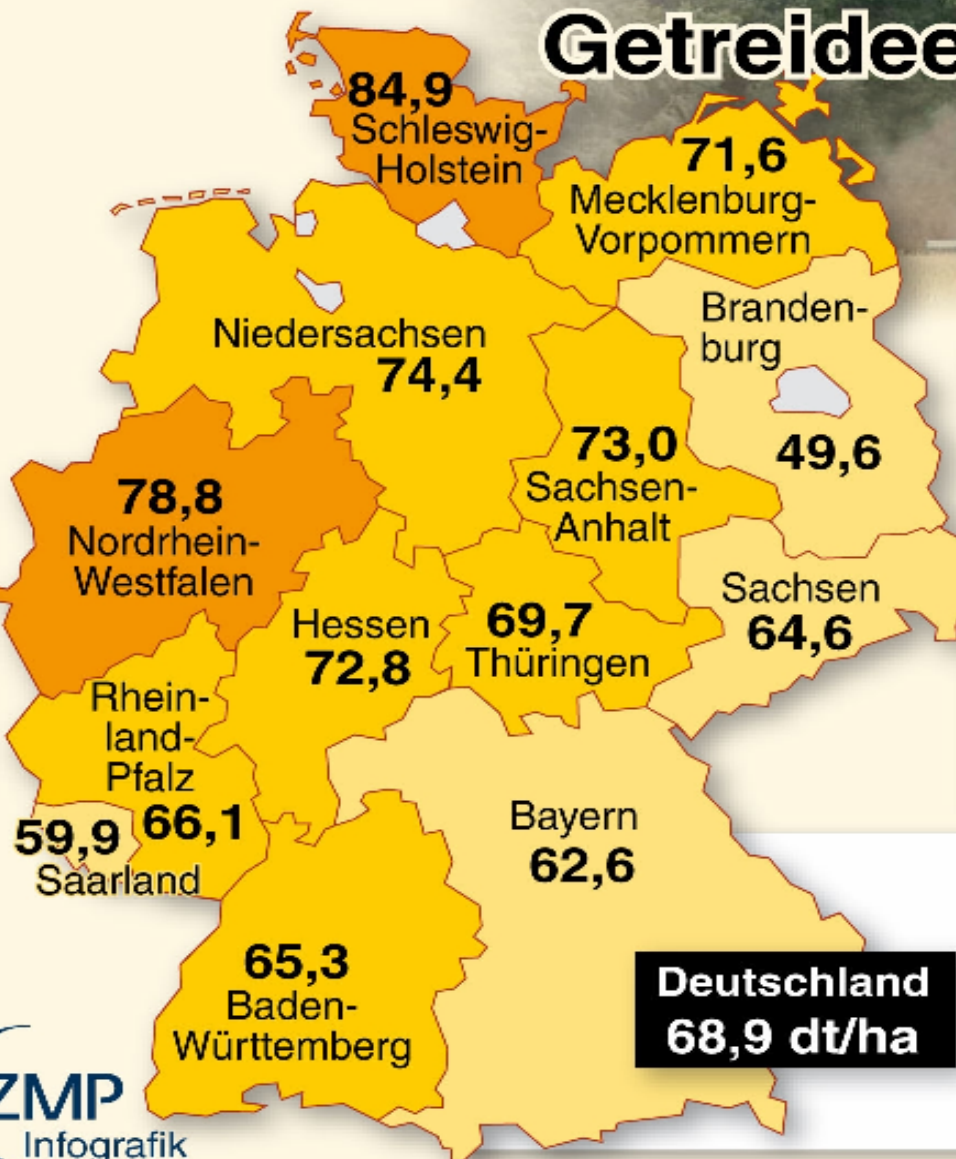 Getreidee
84,9
Schleswig-
Holstein
71,6
Mecklenburg-
Vorpommern
Niedersachsen
74,4
Branden-
burg
49,6
73,0
Sachsen-
Anhalt
78,8
Nordrhein-
Westfalen
Hessen
72,8
69,7
Thüringen
Sachsen
64,6
Rhein-
land-
Pfalz
66,1
59,9
Saarland
Bayern
62,6
65,3
Baden-
Württemberg
Deutschland
68,9 dt/ha
ZMP
Infografik